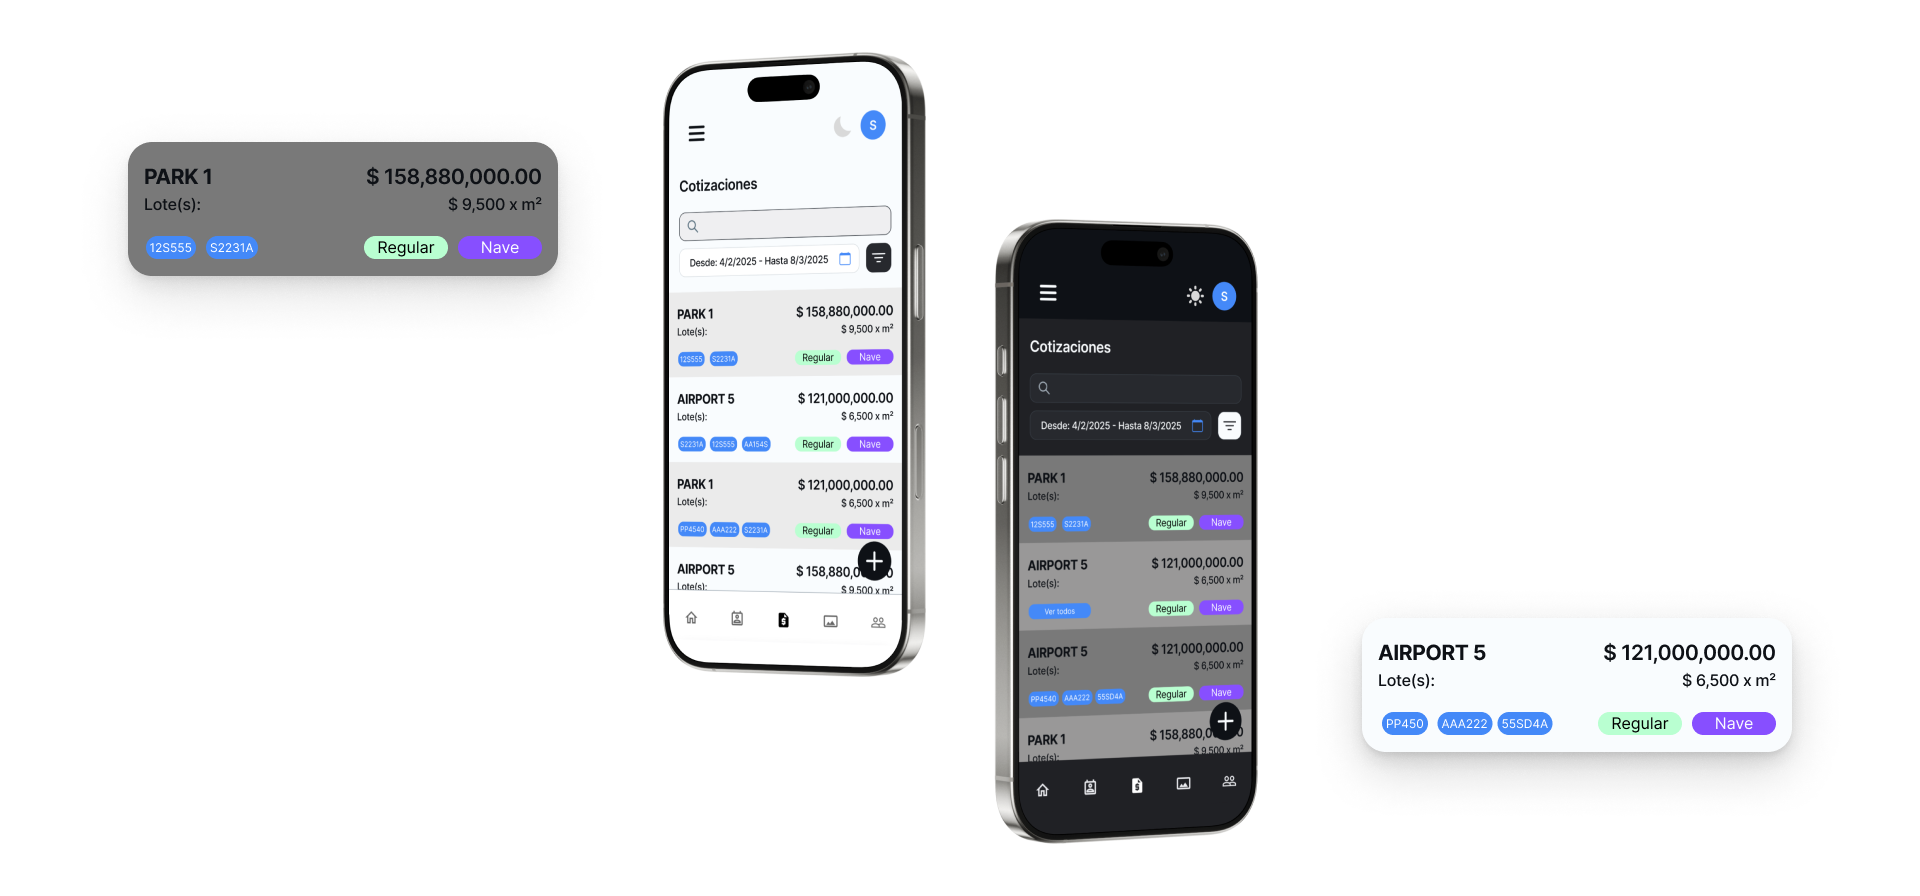 PARK 1 $ 158,880,000.00
Lote(s): $ 9,500 x m²
12S555 S2231A Regular Nave
S
Cotizaciones
Desde: 4/2/2025 - Hasta 8/3/2025
PARK 1 $ 158,880,000.00
Lote(s): $ 9,500 x m²
12S555 S2231A Regular Nave
AIRPORT 5 $ 121,000,000.00
Lote(s): $ 6,500 x m²
S2231A 12S555 AA154S Regular Nave
PARK 1 $ 121,000,000.00
Lote(s): $ 6,500 x m²
PP4540 AAA222 S2231A Regular Nave
AIRPORT 5 $ 158,880,0
Lote(s): $ 9,500 x m²
S
Cotizaciones
Desde: 4/2/2025 - Hasta 8/3/2025
PARK 1 $ 158,880,000.00
Lote(s): $ 9,500 x m²
12S555 S2231A Regular Nave
AIRPORT 5 $ 121,000,000.00
Lote(s): $ 6,500 x m²
Ver todos Regular Nave
AIRPORT 5 $ 121,000,000.00
Lote(s): $ 6,500 x m²
PP4540 AAA222 55SD4A Regular Nave
PARK 1 $ 158,880,0
Lote(s): $ 9,500 x m²
AIRPORT 5 $ 121,000,000.00
Lote(s): $ 6,500 x m²
PP450 AAA222 55SD4A Regular Nave